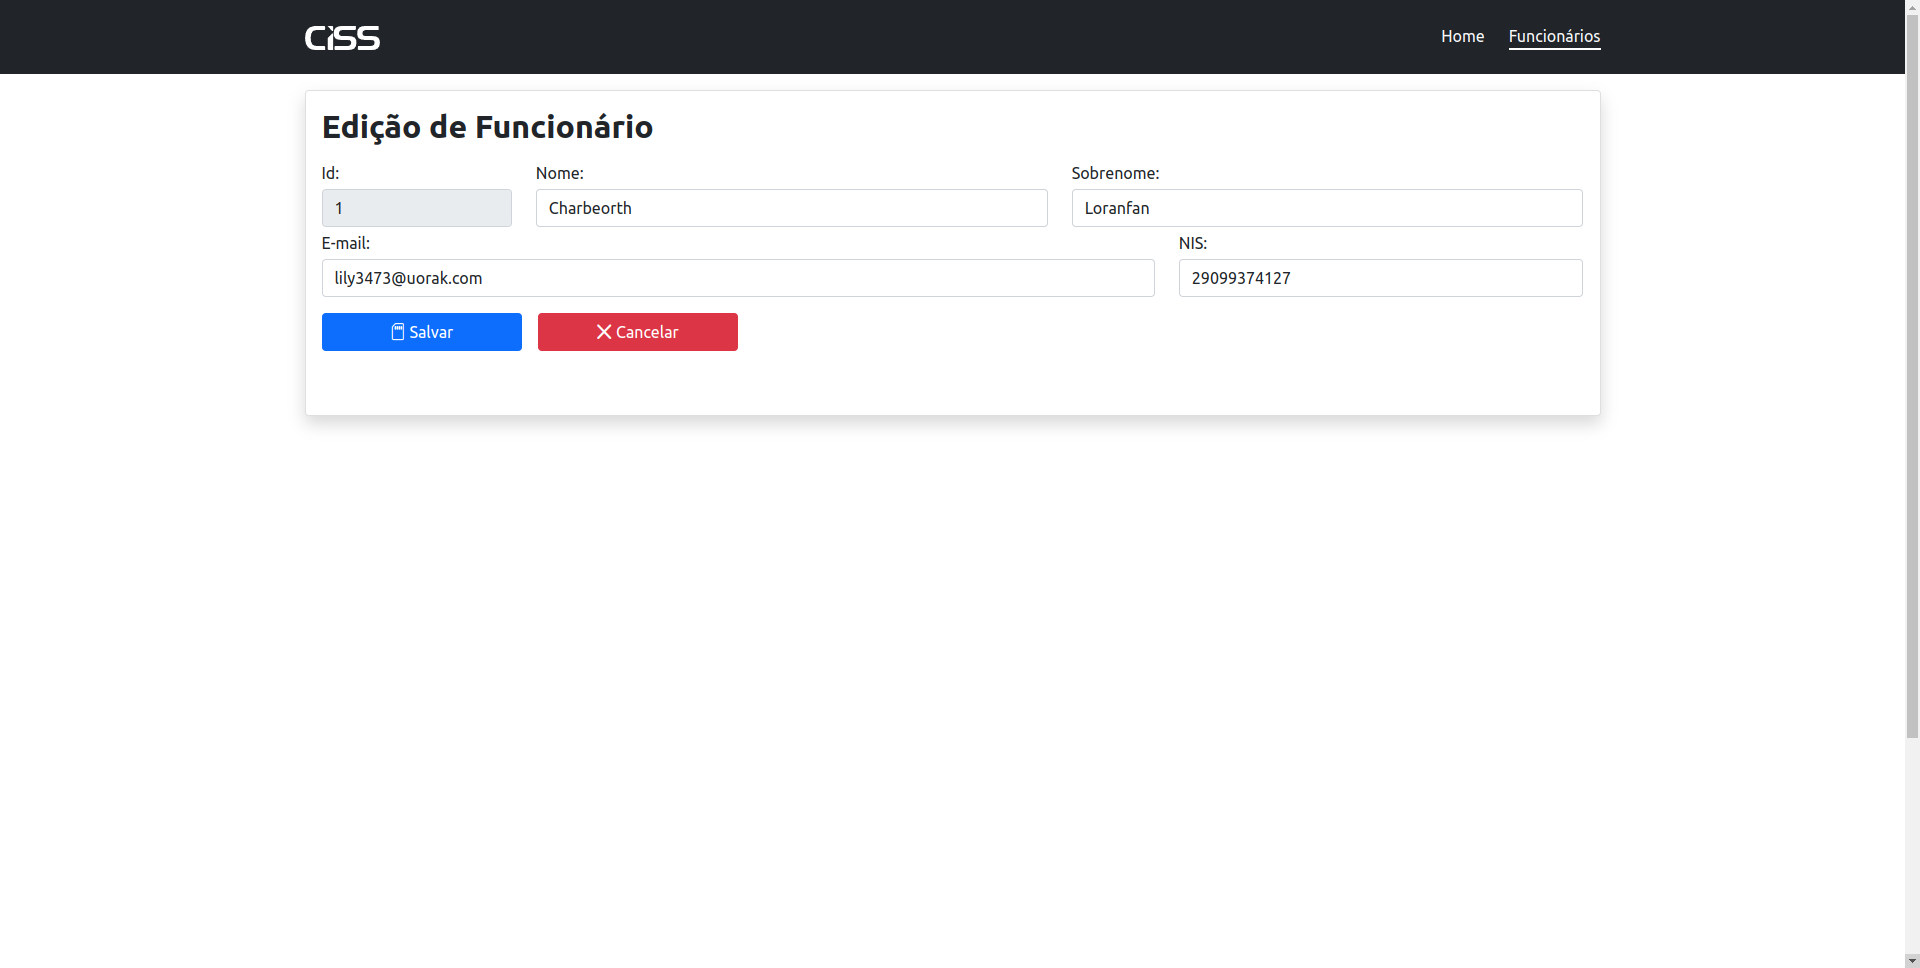 CISS
Home Funcionários
Edição de Funcionário
Id: Nome: Sobrenome:
1 Charbeorth Loranfan
E-mail: NIS:
lily3473@uorak.com 29099374127
Salvar Cancelar